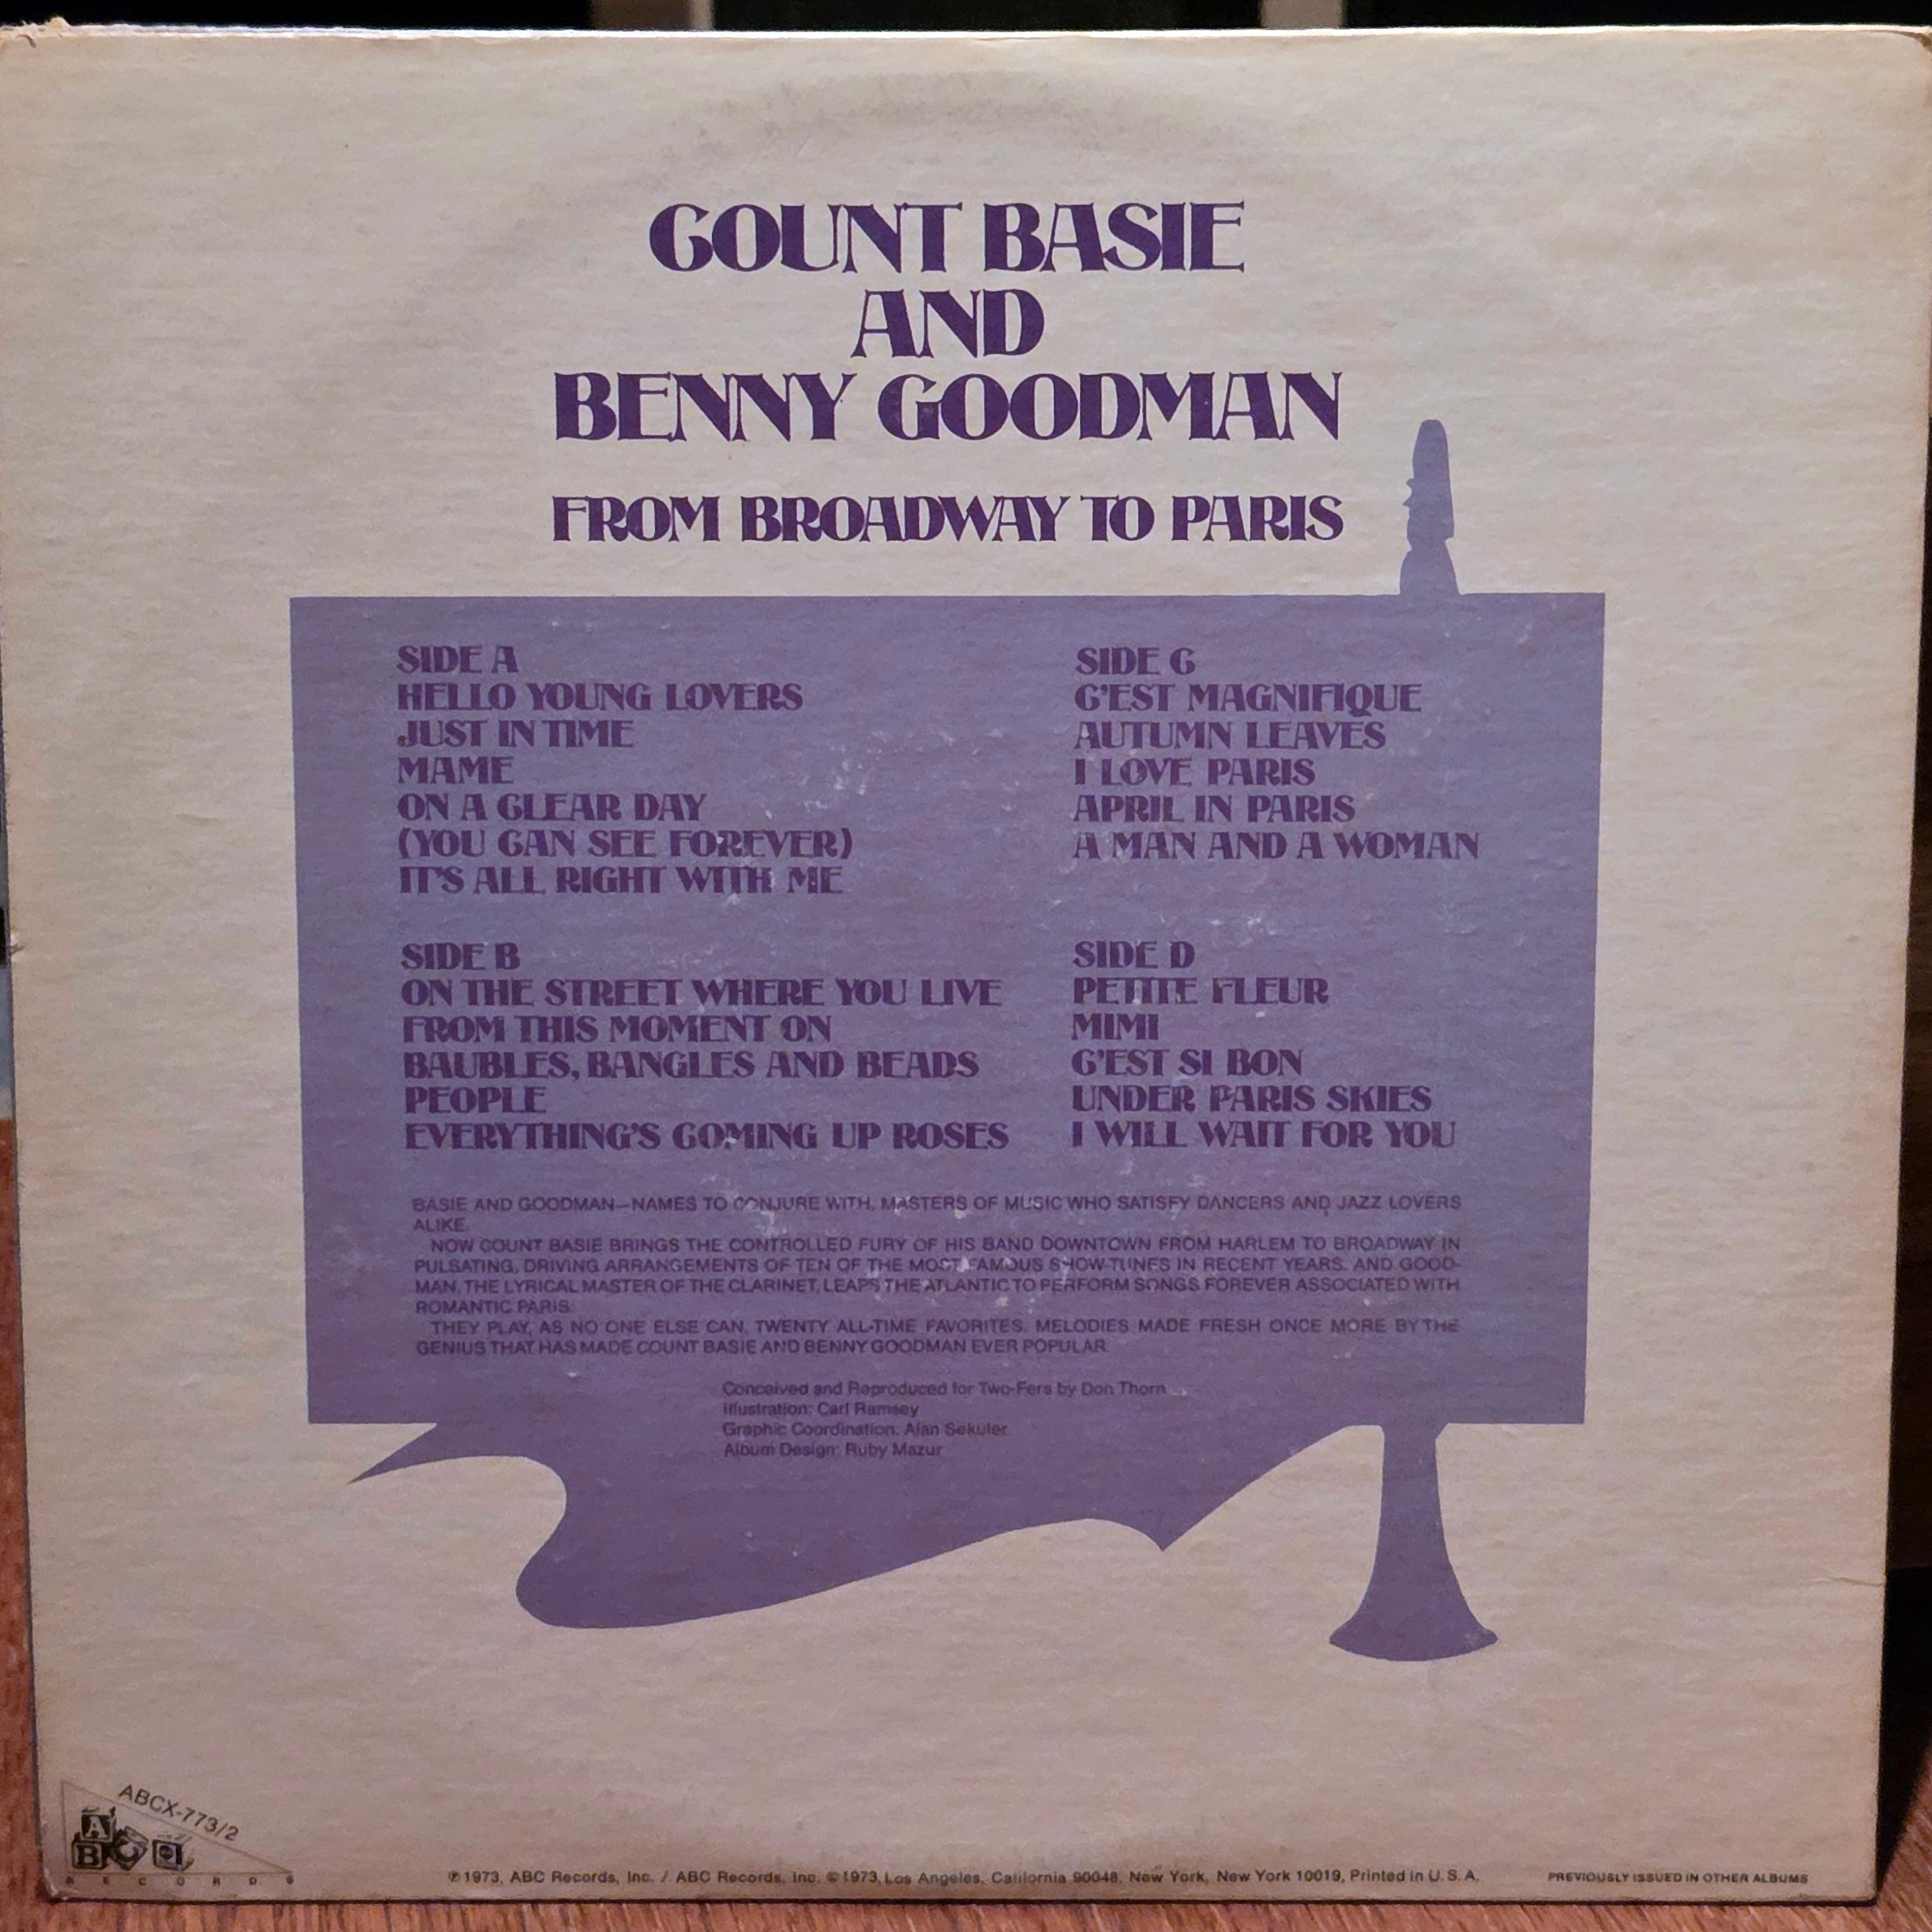 COUNT BASIE
AND
BENNY GOODMAN
FROM BROADWAY TO PARIS
SIDE A
HELLO YOUNG LOVERS
JUST IN TIME
MAME
ON A CLEAR DAY
(YOU CAN SEE FOREVER)
IT'S ALL RIGHT WITH ME
SIDE B
ON THE STREET WHERE YOU LIVE
FROM THIS MOMENT ON
BAUBLES, BANGLES AND BEADS
PEOPLE
EVERYTHING'S COMING UP ROSES
SIDE C
C'EST MAGNIFIQUE
AUTUMN LEAVES
I LOVE PARIS
APRIL IN PARIS
A MAN AND A WOMAN
SIDE D
PETITE FLEUR
MIMI
C'EST SI BON
UNDER PARIS SKIES
I WILL WAIT FOR YOU
BASIE AND GOODMAN—NAMES TO CONJURE WITH, MASTERS OF MUSIC WHO SATISFY DANCERS AND JAZZ LOVERS
ALIKE.
NOW COUNT BASIE BRINGS THE CONTROLLED FURY OF HIS BAND DOWNTOWN FROM HARLEM TO BROADWAY IN
PULSATING, DRIVING ARRANGEMENTS OF TEN OF THE MOST FAMOUS SHOW-TUNES IN RECENT YEARS. AND GOOD-
MAN, THE LYRICAL MASTER OF THE CLARINET, LEAPS THE ATLANTIC TO PERFORM SONGS FOREVER ASSOCIATED WITH
ROMANTIC PARIS.
THEY PLAY, AS NO ONE ELSE CAN, TWENTY ALL-TIME FAVORITES. MELODIES MADE FRESH ONCE MORE BY THE
GENIUS THAT HAS MADE COUNT BASIE AND BENNY GOODMAN EVER POPULAR.
Conceived and Reproduced for Two-Fers by Don Thorn
Illustration: Carl Ramsey
Graphic Coordination: Alan Sekuler
Album Design: Ruby Mazur
ABCX-773/2
A
B
RECORDS
℗1973, ABC Records, Inc. / ABC Records, Inc. ©1973, Los Angeles, California 90048, New York, New York 10019, Printed in U.S.A.
PREVIOUSLY ISSUED IN OTHER ALBUMS